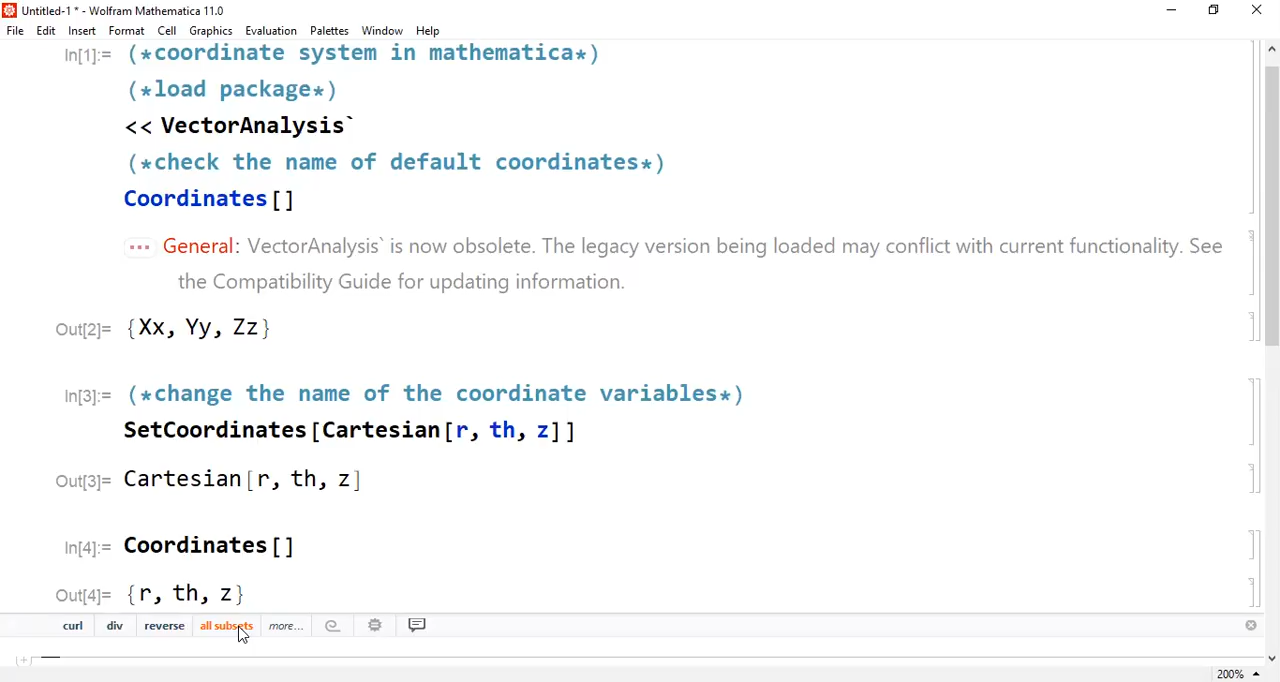 Untitled-1 * - Wolfram Mathematica 11.0
File Edit Insert Format Cell Graphics Evaluation Palettes Window Help
In[1]:= (*coordinate system in mathematica*)
(*load package*)
<< VectorAnalysis`
(*check the name of default coordinates*)
Coordinates[]
General: VectorAnalysis` is now obsolete. The legacy version being loaded may conflict with current functionality. See
the Compatibility Guide for updating information.
Out[2]= {Xx, Yy, Zz}
In[3]:= (*change the name of the coordinate variables*)
SetCoordinates[Cartesian[r, th, z]]
Out[3]= Cartesian[r, th, z]
In[4]:= Coordinates[]
Out[4]= {r, th, z}
curl div reverse all subsets more...
200%